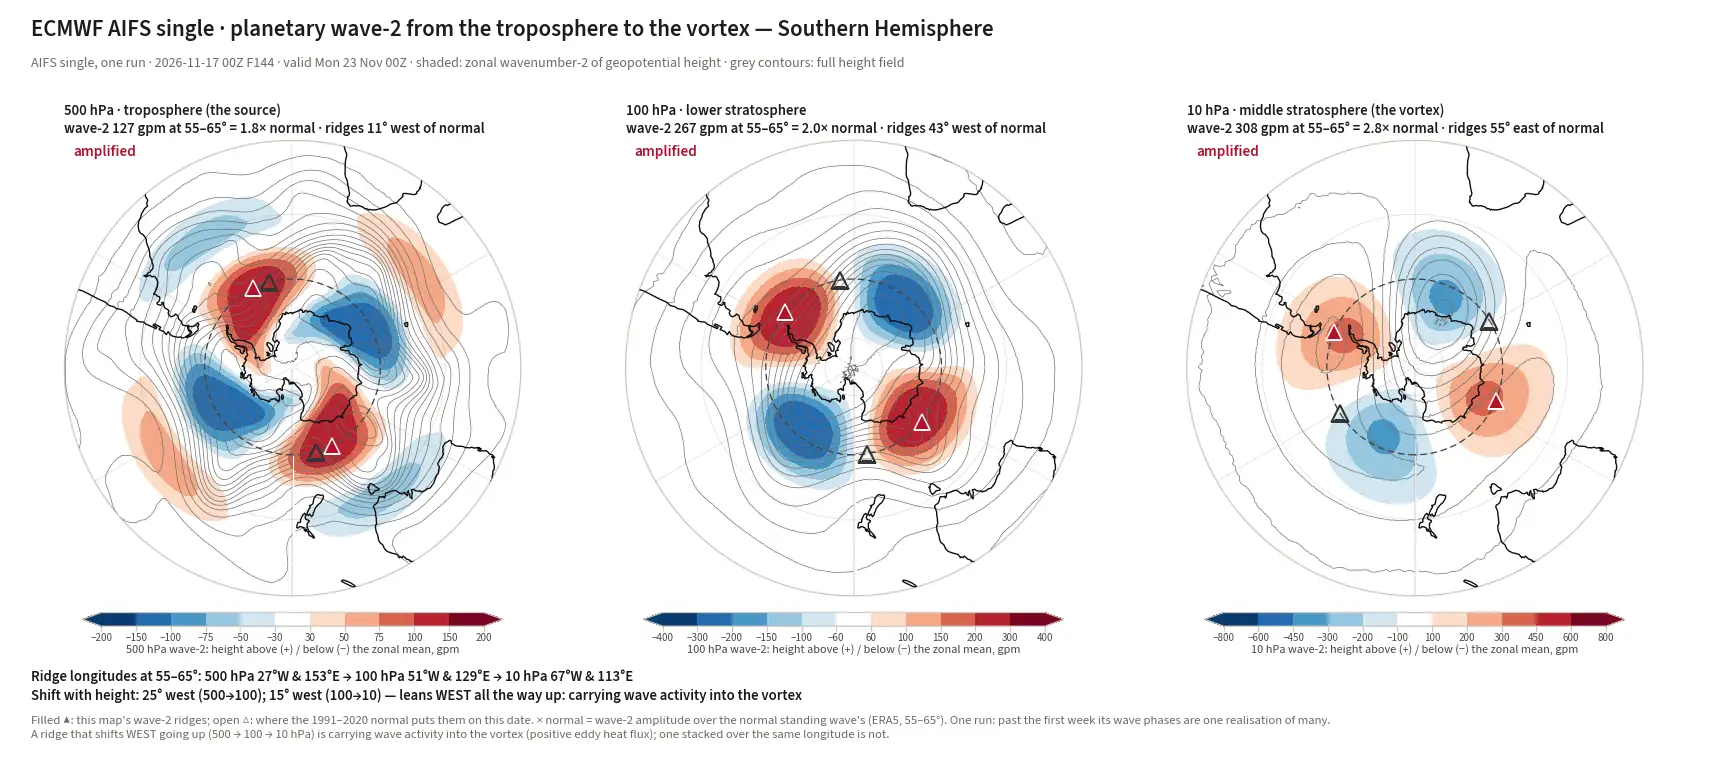 ECMWF AIFS single · planetary wave-2 from the troposphere to the vortex — Southern Hemisphere
AIFS single, one run · 2026-11-17 00Z F144 · valid Mon 23 Nov 00Z · shaded: zonal wavenumber-2 of geopotential height · grey contours: full height field
500 hPa · troposphere (the source)
wave-2 127 gpm at 55–65° = 1.8× normal · ridges 11° west of normal
amplified
100 hPa · lower stratosphere
wave-2 267 gpm at 55–65° = 2.0× normal · ridges 43° west of normal
amplified
10 hPa · middle stratosphere (the vortex)
wave-2 308 gpm at 55–65° = 2.8× normal · ridges 55° east of normal
amplified
−200 −150 −100 −75 −50 −30 30 50 75 100 150 200
500 hPa wave-2: height above (+) / below (−) the zonal mean, gpm
−400 −300 −200 −150 −100 −60 60 100 150 200 300 400
100 hPa wave-2: height above (+) / below (−) the zonal mean, gpm
−800 −600 −450 −300 −200 −100 100 200 300 450 600 800
10 hPa wave-2: height above (+) / below (−) the zonal mean, gpm
Ridge longitudes at 55–65°: 500 hPa 27°W & 153°E → 100 hPa 51°W & 129°E → 10 hPa 67°W & 113°E
Shift with height: 25° west (500→100); 15° west (100→10) — leans WEST all the way up: carrying wave activity into the vortex
Filled ▲: this map's wave-2 ridges; open △: where the 1991–2020 normal puts them on this date. × normal = wave-2 amplitude over the normal standing wave's (ERA5, 55–65°). One run: past the first week its wave phases are one realisation of many.
A ridge that shifts WEST going up (500 → 100 → 10 hPa) is carrying wave activity into the vortex (positive eddy heat flux); one stacked over the same longitude is not.